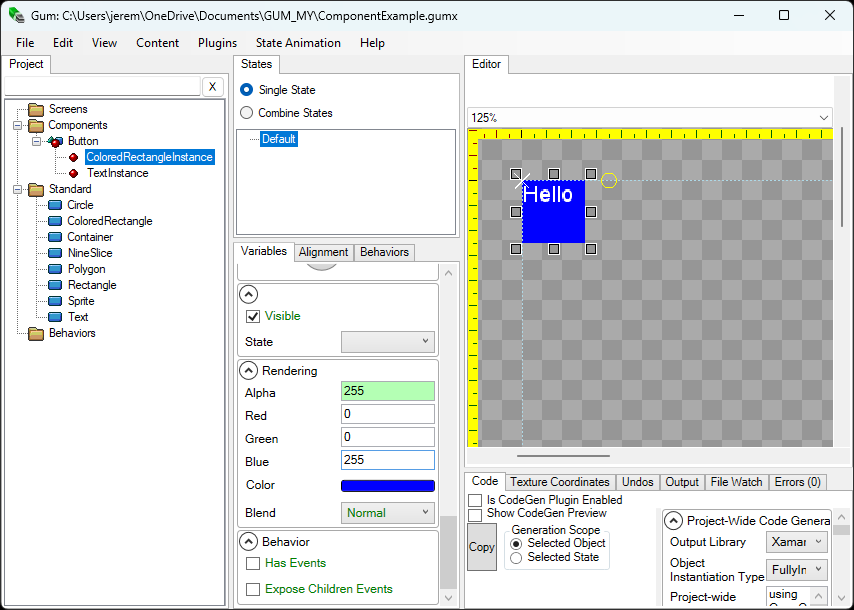 Gum: C:\Users\jerem\OneDrive\Documents\GUM_MY\ComponentExample.gumx
File Edit View Content Plugins State Animation Help
Project
X
Screens
Components
Button
ColoredRectangleInstance
TextInstance
Standard
Circle
ColoredRectangle
Container
NineSlice
Polygon
Rectangle
Sprite
Text
Behaviors
States
Single State
Combine States
Default
Variables Alignment Behaviors
Visible
State
Rendering
Alpha 255
Red 0
Green 0
Blue 255
Color
Blend Normal
Behavior
Has Events
Expose Children Events
Editor
125%
Hello
Code Texture Coordinates Undos Output File Watch Errors (0)
Is CodeGen Plugin Enabled
Show CodeGen Preview
Copy
Generation Scope
Selected Object
Selected State
Project-Wide Code Genera
Output Library Xamar
Object
Instantiation Type FullyIn
Project-wide using